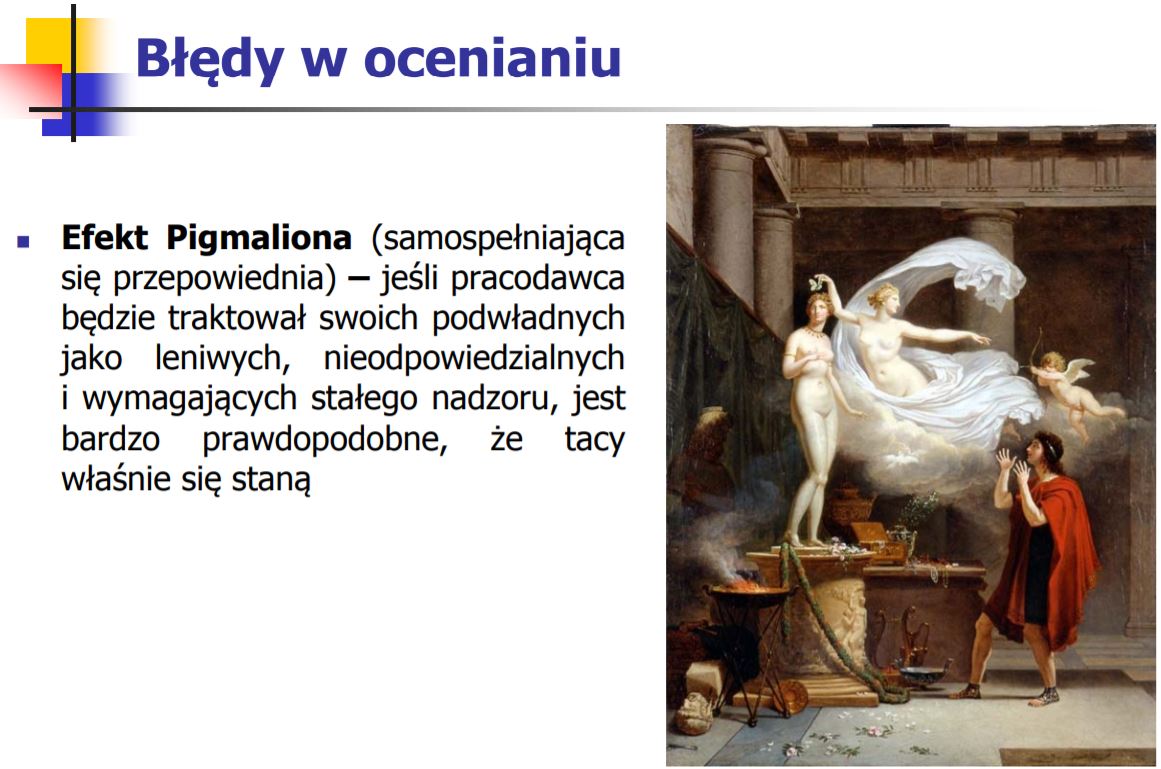 Błędy w ocenianiu
Efekt Pigmaliona (samospełniająca
się przepowiednia) – jeśli pracodawca
będzie traktował swoich podwładnych
jako leniwych, nieodpowiedzialnych
i wymagających stałego nadzoru, jest
bardzo prawdopodobne, że tacy
właśnie się staną